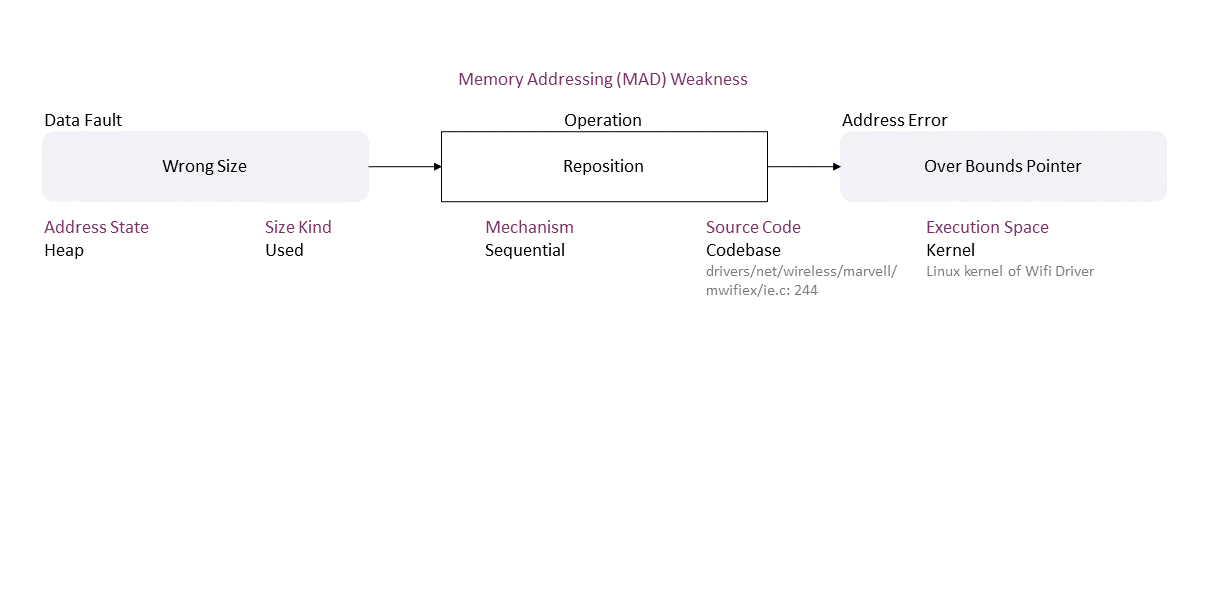 Memory Addressing (MAD) Weakness
Data Fault
Operation
Address Error
Wrong Size
Reposition
Over Bounds Pointer
Address State
Heap
Size Kind
Used
Mechanism
Sequential
Source Code
Codebase
drivers/net/wireless/marvell/
mwifiex/ie.c: 244
Execution Space
Kernel
Linux kernel of Wifi Driver